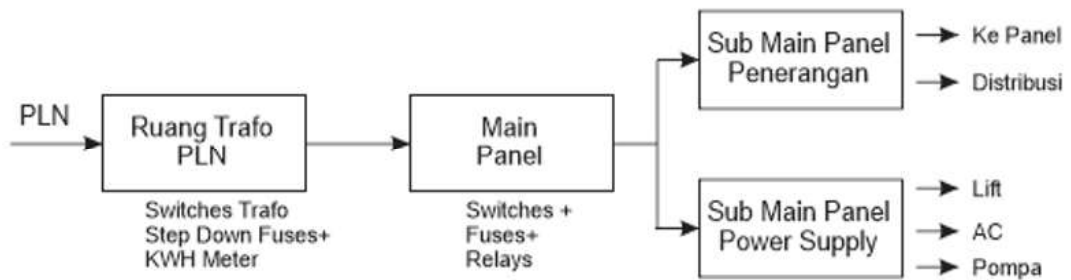 PLN
Ruang Trafo
PLN
Switches Trafo
Step Down Fuses+
KWH Meter
Main
Panel
Switches +
Fuses+
Relays
Sub Main Panel
Penerangan
Ke Panel
Distribusi
Sub Main Panel
Power Supply
Lift
AC
Pompa